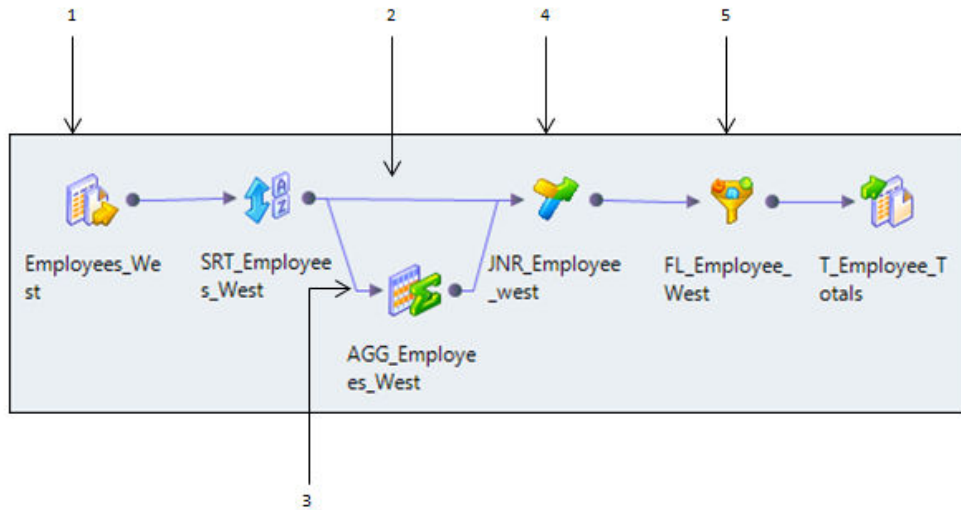 1
2
4
5
A
Z
Employees_We
st
SRT_Employee
s_West
JNR_Employee
_west
FL_Employee_
West
T_Employee_T
otals
3
AGG_Employe
es_West